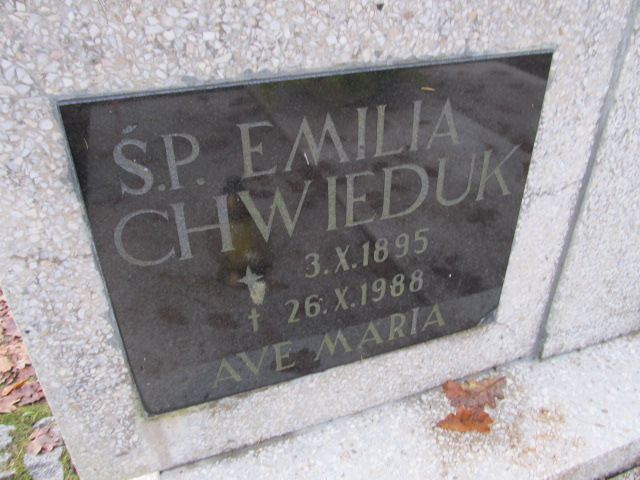 Ś.P. EMILIA
CHWIEDUK
3.X.1895
† 26.X.1988
AVE MARIA